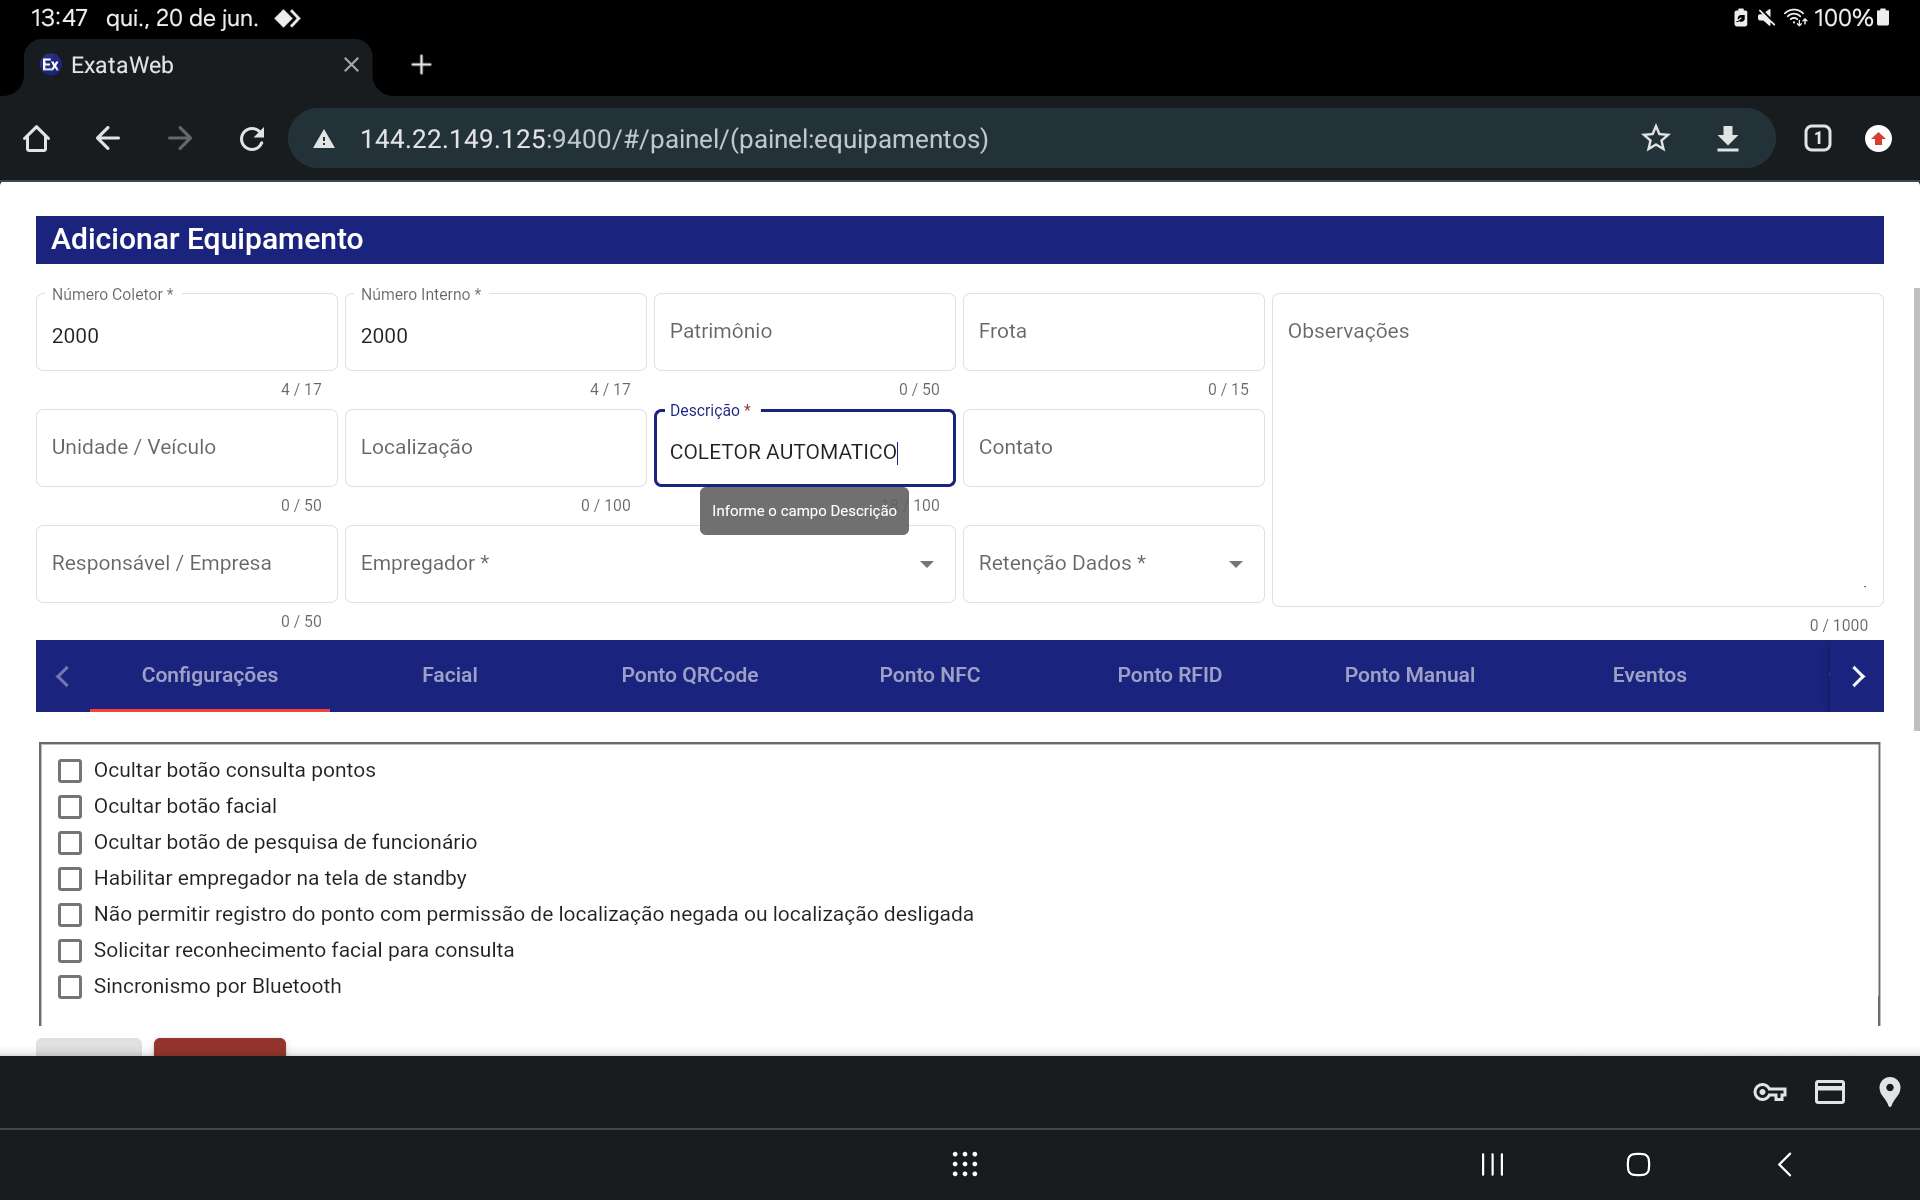 13:47 qui., 20 de jun.
100%
Ex ExataWeb
144.22.149.125:9400/#/painel/(painel:equipamentos)
1
Adicionar Equipamento
Número Coletor *
2000
4 / 17
Número Interno *
2000
4 / 17
Patrimônio
0 / 50
Frota
0 / 15
Observações
0 / 1000
Unidade / Veículo
0 / 50
Localização
0 / 100
Descrição *
COLETOR AUTOMATICO
100
Informe o campo Descrição
Contato
Responsável / Empresa
0 / 50
Empregador *
Retenção Dados *
Configurações Facial Ponto QRCode Ponto NFC Ponto RFID Ponto Manual Eventos
Ocultar botão consulta pontos
Ocultar botão facial
Ocultar botão de pesquisa de funcionário
Habilitar empregador na tela de standby
Não permitir registro do ponto com permissão de localização negada ou localização desligada
Solicitar reconhecimento facial para consulta
Sincronismo por Bluetooth